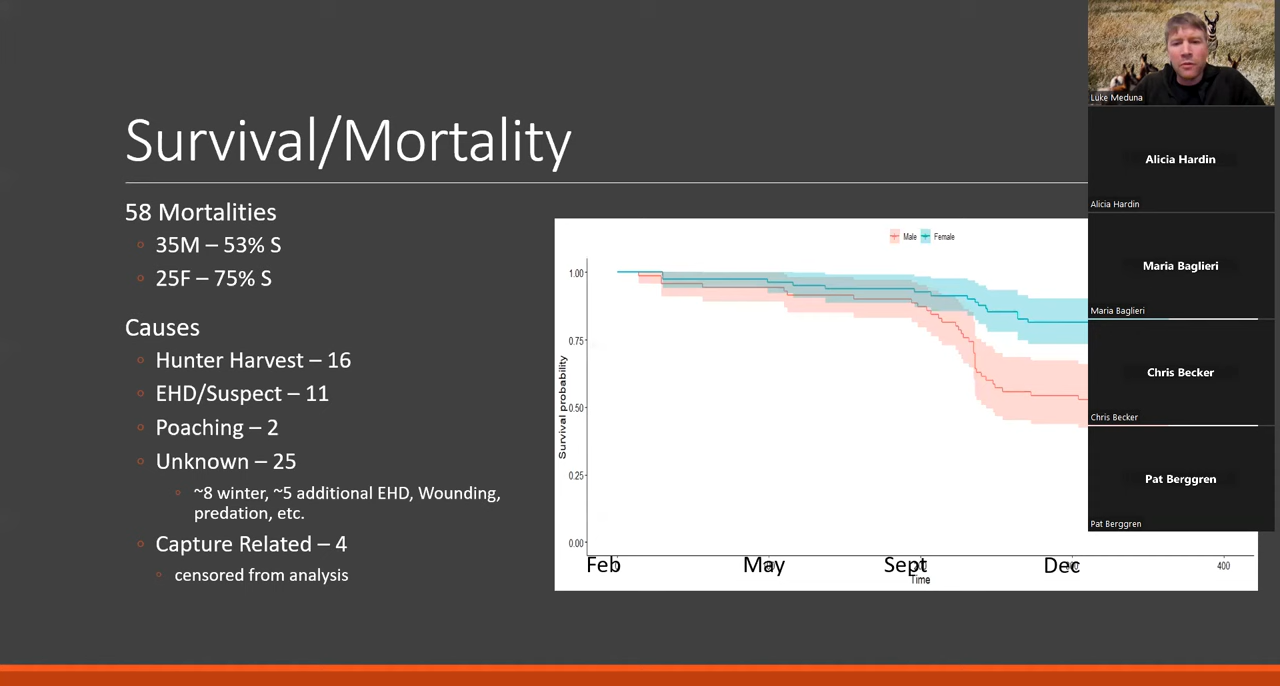 Survival/Mortality
58 Mortalities
35M – 53% S
25F – 75% S
Causes
Hunter Harvest – 16
EHD/Suspect – 11
Poaching – 2
Unknown – 25
~8 winter, ~5 additional EHD, Wounding,
predation, etc.
Capture Related – 4
censored from analysis
Male Female
Survival probability
1.00
0.75
0.50
0.25
0.00
Feb May Sept Dec 400
Time
Luke Meduna
Alicia Hardin
Alicia Hardin
Maria Baglieri
Maria Baglieri
Chris Becker
Chris Becker
Pat Berggren
Pat Berggren